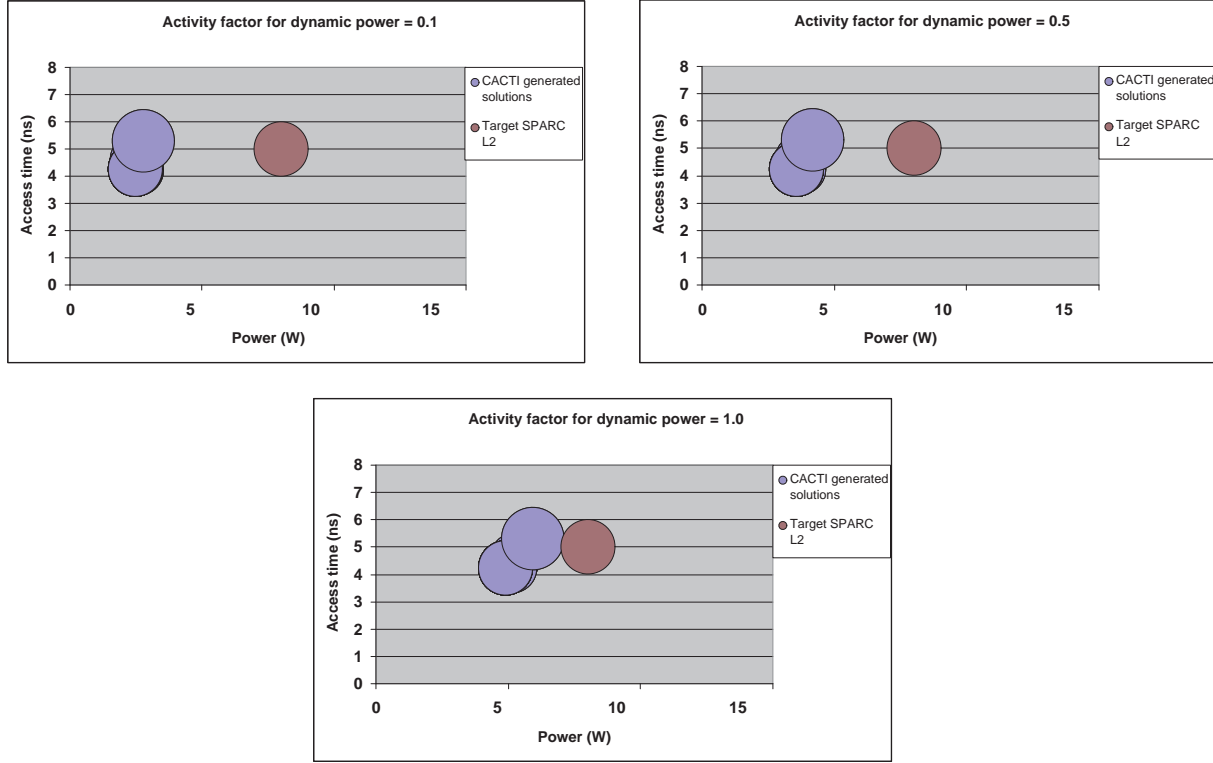 Activity factor for dynamic power = 0.1
8
7
6
5
4
3
2
1
0
Access time (ns)
0 5 10 15
Power (W)
CACTI generated
solutions
Target SPARC
L2
Activity factor for dynamic power = 0.5
8
7
6
5
4
3
2
1
0
Access time (ns)
0 5 10 15
Power (W)
CACTI generated
solutions
Target SPARC
L2
Activity factor for dynamic power = 1.0
8
7
6
5
4
3
2
1
0
Access time (ns)
0 5 10 15
Power (W)
CACTI generated
solutions
Target SPARC
L2